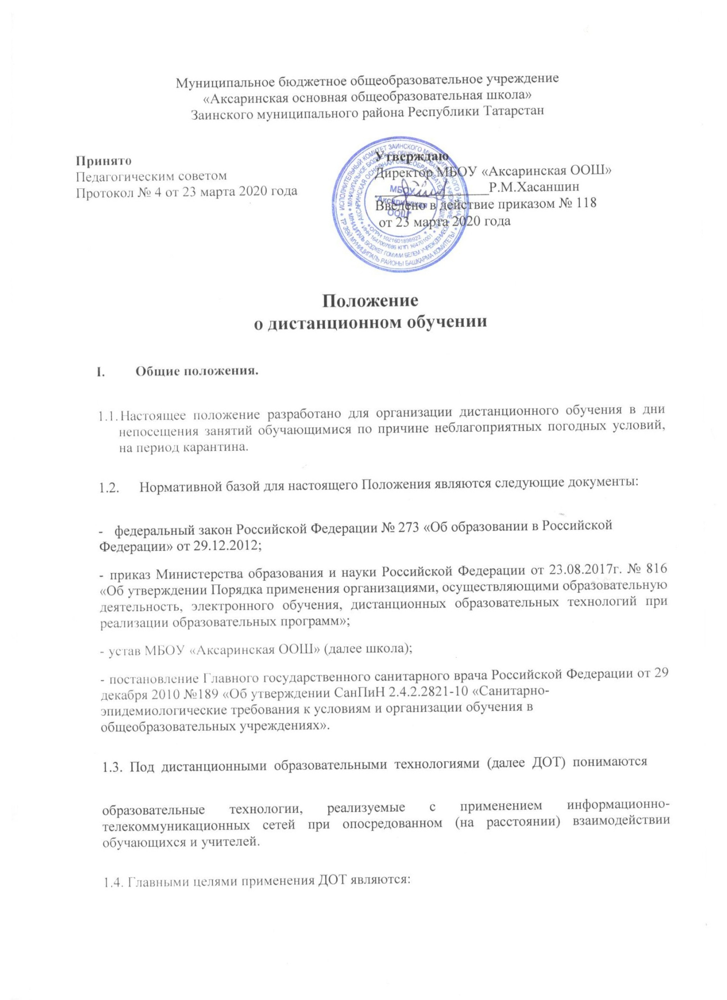 Муниципальное бюджетное общеобразовательное учреждение
«Аксаринская основная общеобразовательная школа»
Заинского муниципального района Республики Татарстан
Принято
Педагогическим советом
Протокол № 4 от 23 марта 2020 года
Утверждаю
Директор МБОУ «Аксаринская ООШ»
_________________Р.М.Хасаншин
Введено в действие приказом № 118
от 23 марта 2020 года
МБОУ
"Аксаринская
ООШ"
* ОГРН 1021601898922 *
* ИНН 1647007686 КПП 164701001 *
Положение
о дистанционном обучении
I. Общие положения.
1.1. Настоящее положение разработано для организации дистанционного обучения в дни
непосещения занятий обучающимися по причине неблагоприятных погодных условий,
на период карантина.
1.2. Нормативной базой для настоящего Положения являются следующие документы:
- федеральный закон Российской Федерации № 273 «Об образовании в Российской
Федерации» от 29.12.2012;
- приказ Министерства образования и науки Российской Федерации от 23.08.2017г. № 816
«Об утверждении Порядка применения организациями, осуществляющими образовательную
деятельность, электронного обучения, дистанционных образовательных технологий при
реализации образовательных программ»;
- устав МБОУ «Аксаринская ООШ» (далее школа);
- постановление Главного государственного санитарного врача Российской Федерации от 29
декабря 2010 №189 «Об утверждении СанПиН 2.4.2.2821-10 «Санитарно-
эпидемиологические требования к условиям и организации обучения в
общеобразовательных учреждениях».
1.3. Под дистанционными образовательными технологиями (далее ДОТ) понимаются
образовательные технологии, реализуемые с применением информационно-
телекоммуникационных сетей при опосредованном (на расстоянии) взаимодействии
обучающихся и учителей.
1.4. Главными целями применения ДОТ являются: